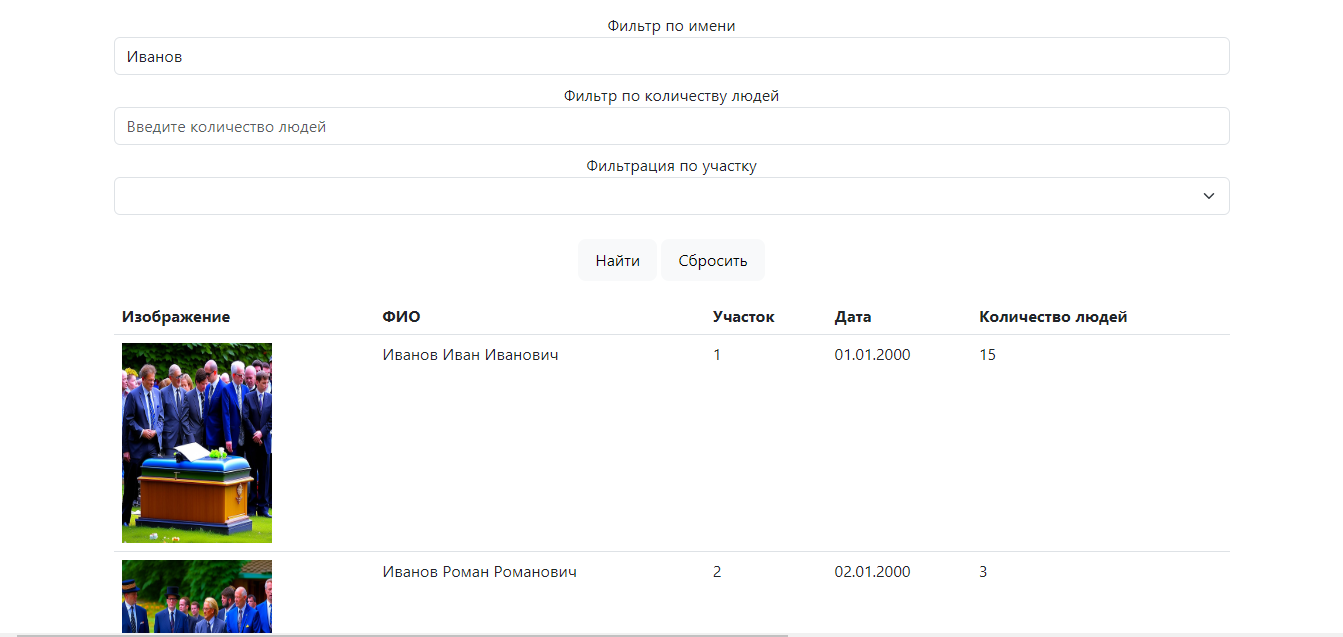 Фильтр по имени
Иванов
Фильтр по количеству людей
Введите количество людей
Фильтрация по участку
Найти Сбросить
Изображение ФИО Участок Дата Количество людей
Иванов Иван Иванович 1 01.01.2000 15
Иванов Роман Романович 2 02.01.2000 3